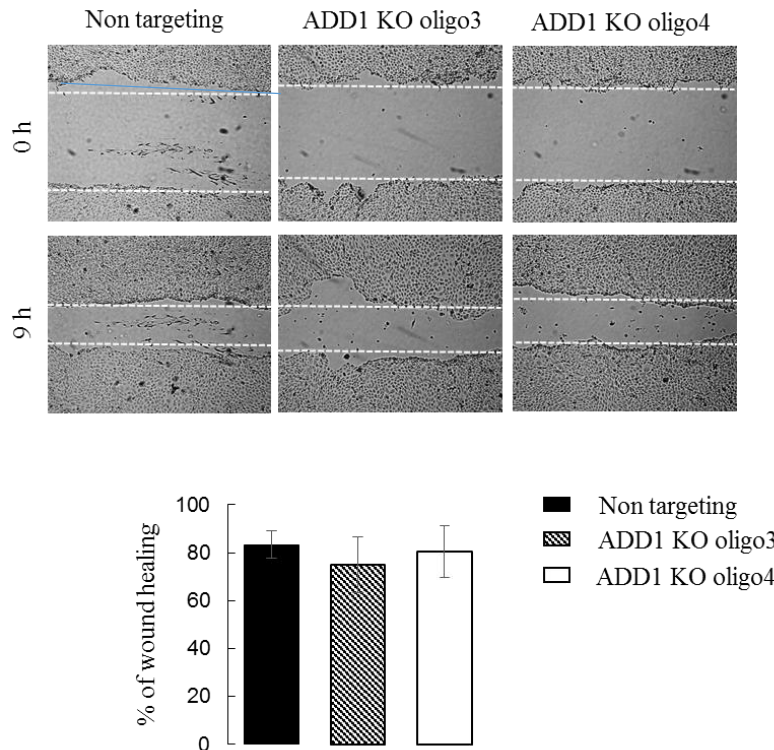 Non targeting
ADD1 KO oligo3
ADD1 KO oligo4
0 h
9 h
% of wound healing
100
80
60
40
20
0
Non targeting
ADD1 KO oligo3
ADD1 KO oligo4